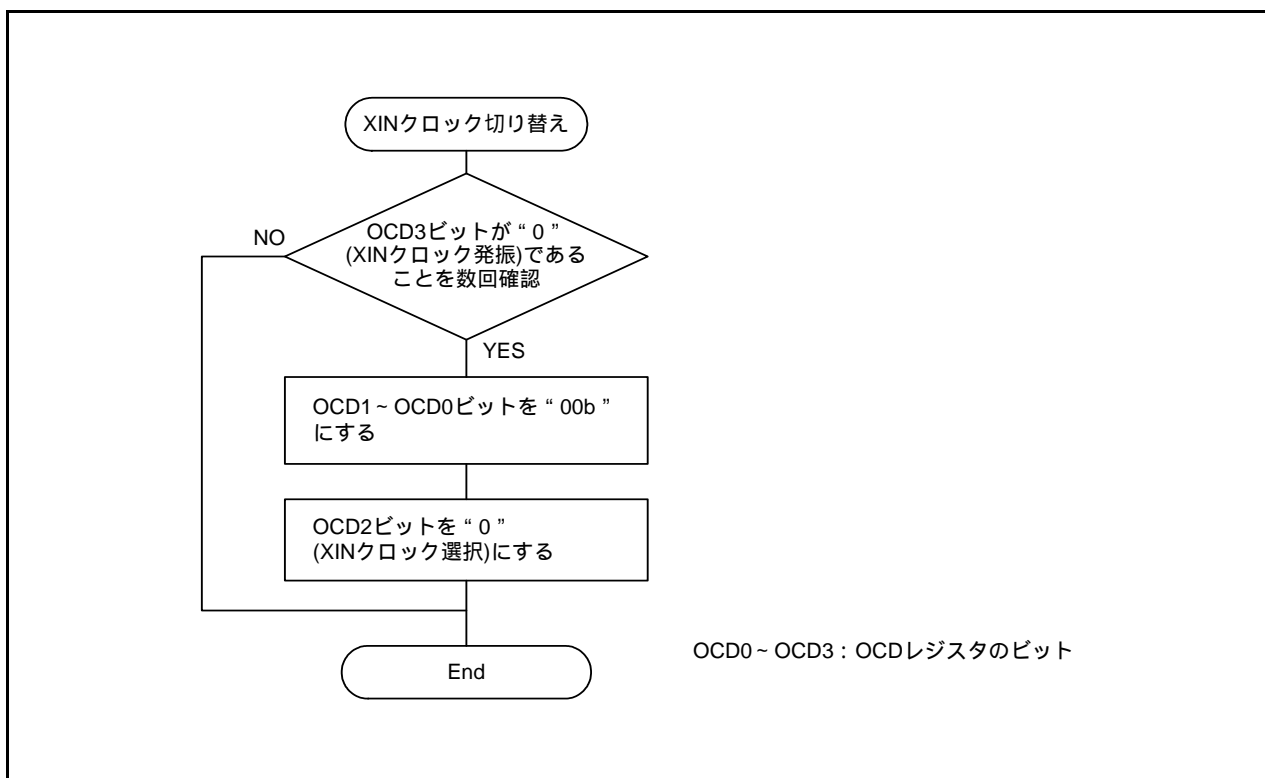 XINクロック切り替え
OCD3ビットが“ 0 ”
(XINクロック発振)である
ことを数回確認
NO
YES
OCD1~OCD0ビットを“ 00b ”
にする
OCD2ビットを“ 0 ”
(XINクロック選択)にする
End
OCD0~OCD3:OCDレジスタのビット